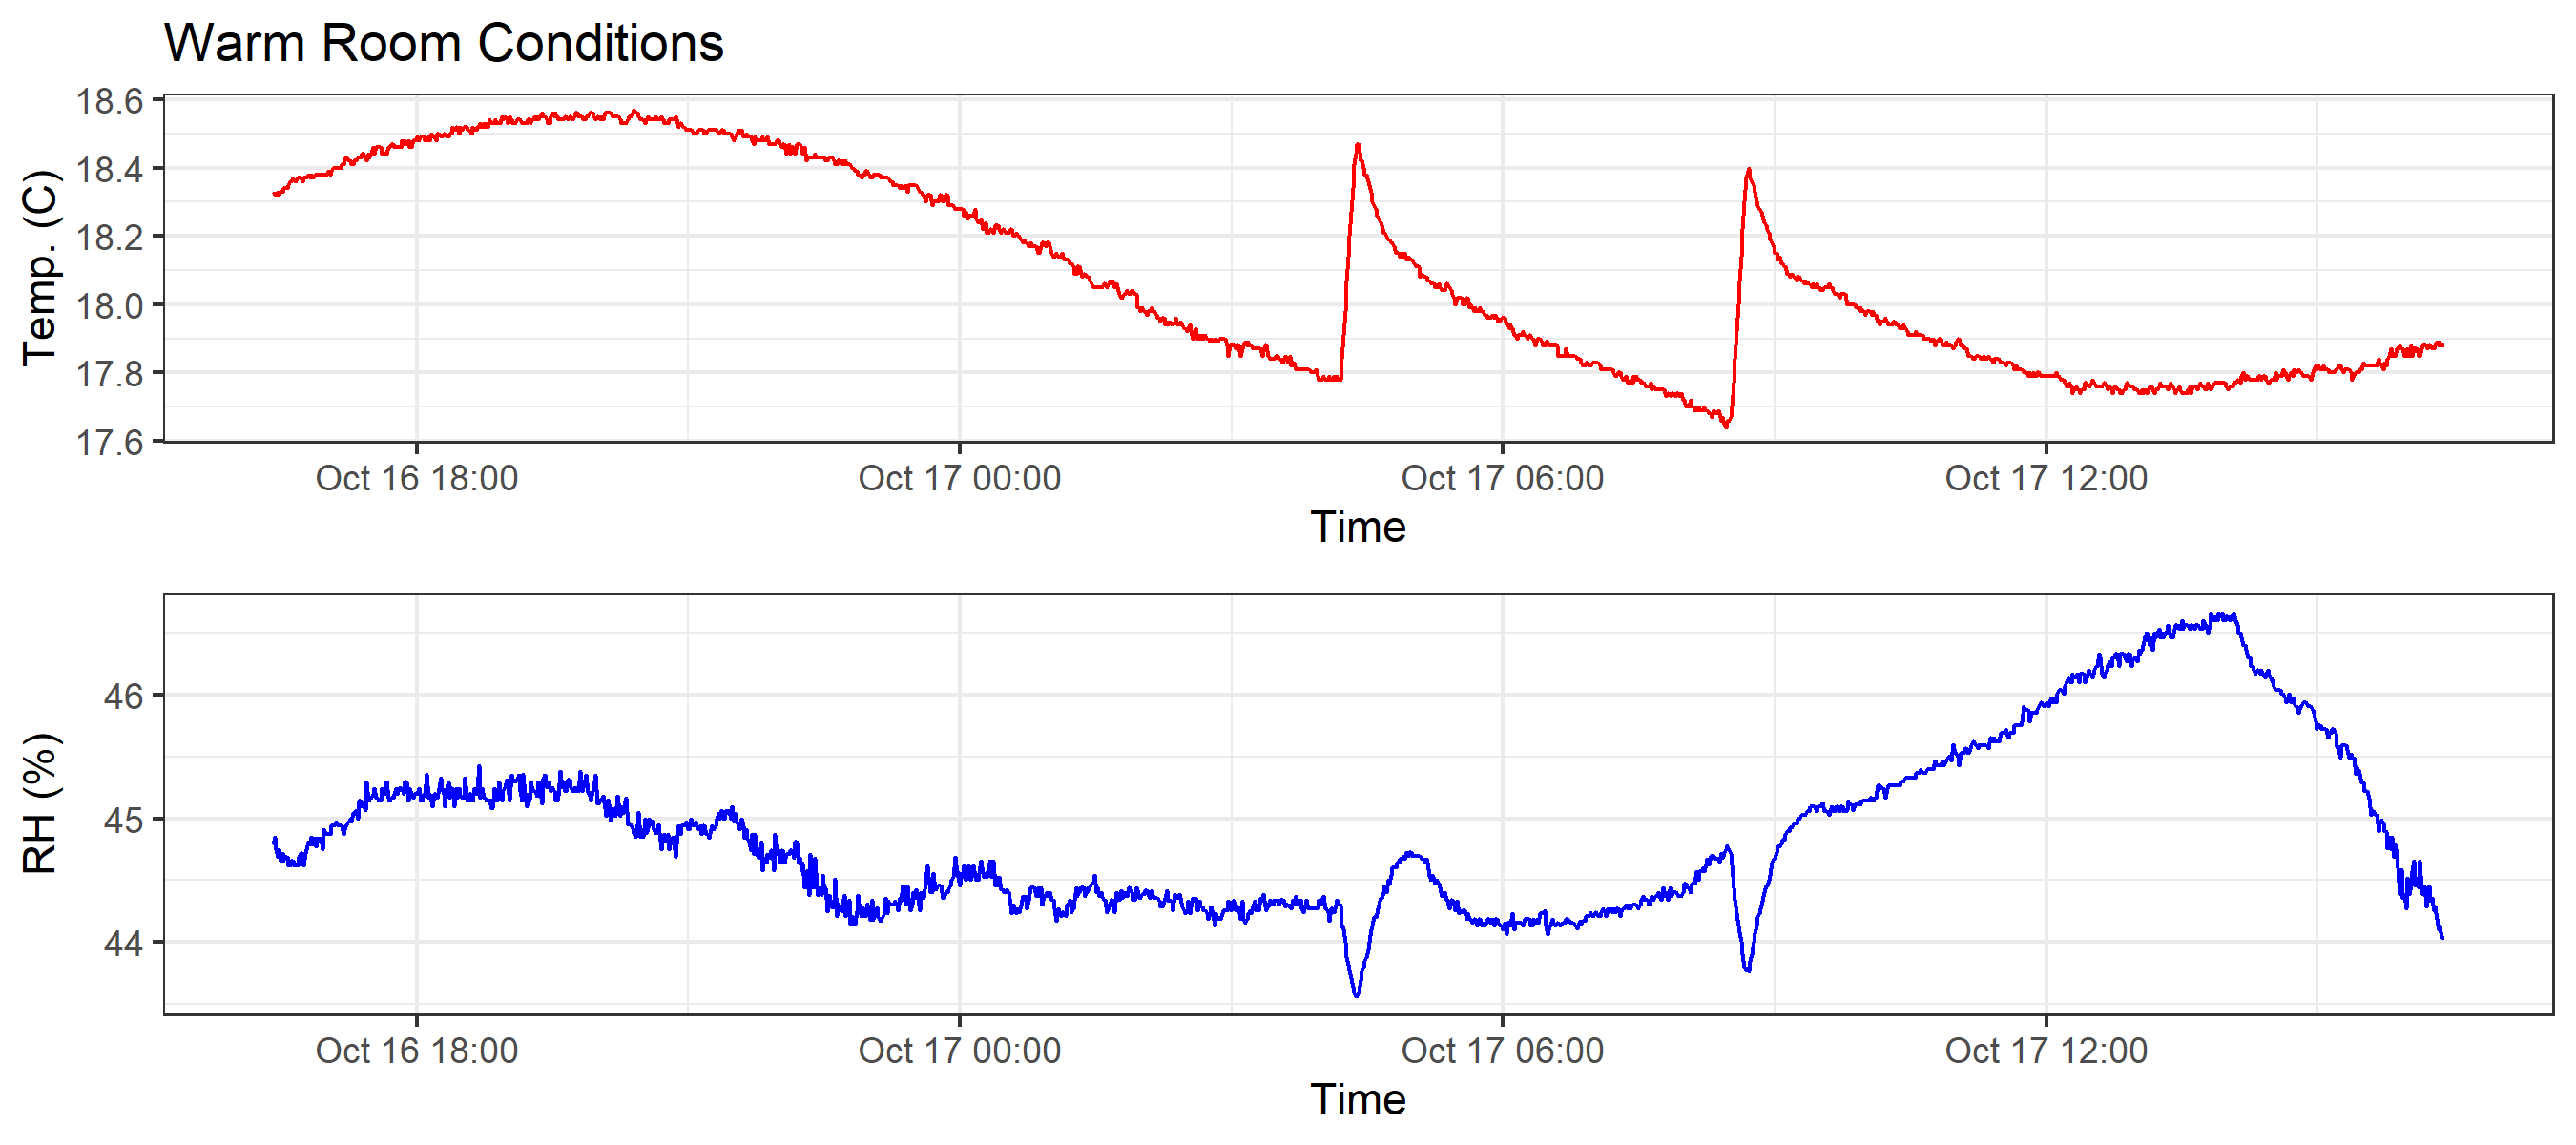 Warm Room Conditions
Temp. (C)
18.6
18.4
18.2
18.0
17.8
17.6
Oct 16 18:00 Oct 17 00:00 Oct 17 06:00 Oct 17 12:00
Time
RH (%)
46
45
44
Oct 16 18:00 Oct 17 00:00 Oct 17 06:00 Oct 17 12:00
Time